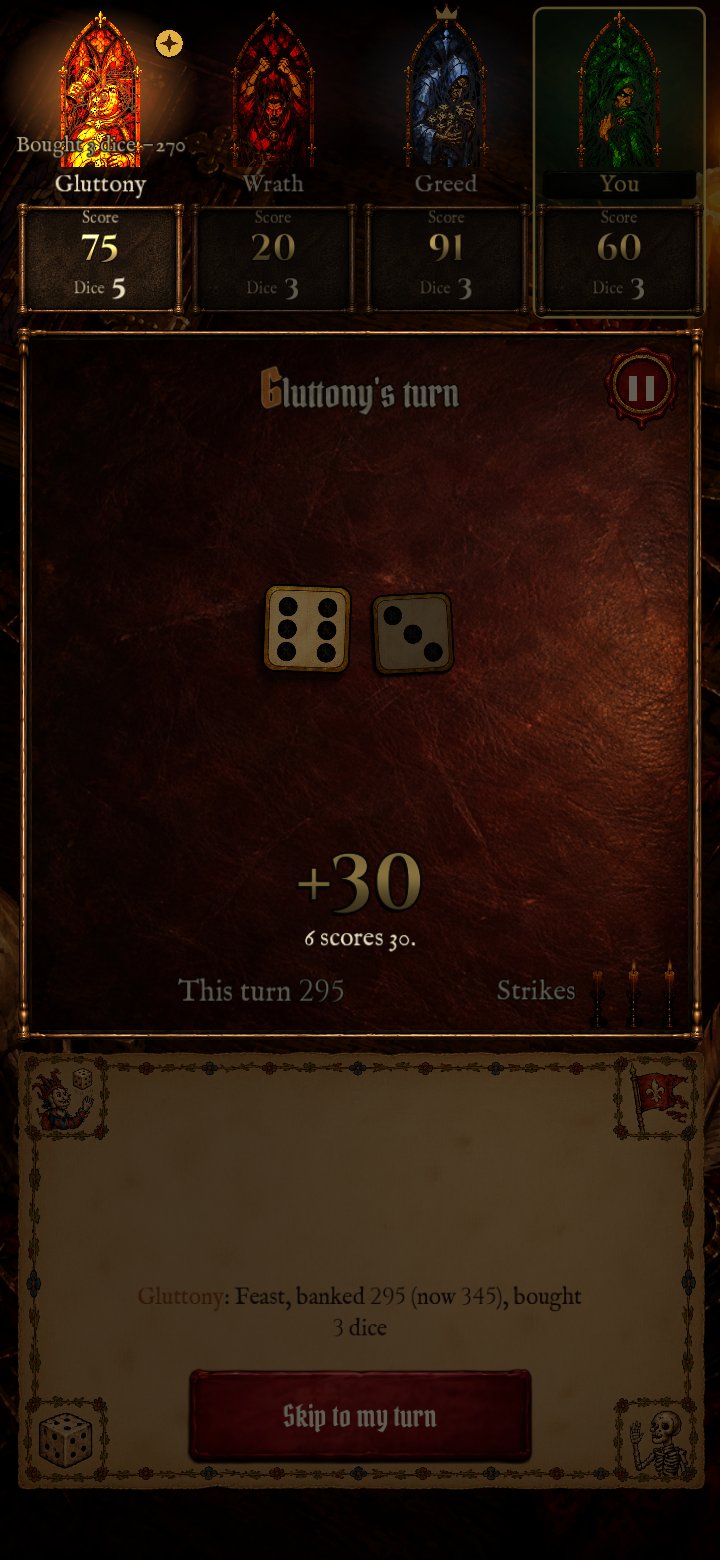 Bought 3 dice −270
Gluttony
Wrath
Greed
You
Score
75
Dice 5
Score
20
Dice 3
Score
91
Dice 3
Score
60
Dice 3
Gluttony's turn
+30
6 scores 30.
This turn 295
Strikes
Gluttony: Feast, banked 295 (now 345), bought
3 dice
Skip to my turn